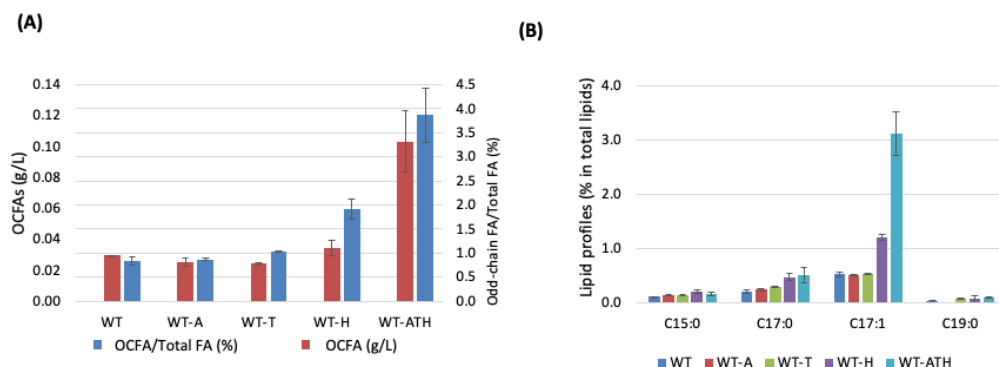 (A)
OCFAs (g/L)
0.14
0.12
0.10
0.08
0.06
0.04
0.02
0.00
4.5
4.0
3.5
3.0
2.5
2.0
1.5
1.0
0.5
0.0
Odd-chain FA/Total FA (%)
WT WT-A WT-T WT-H WT-ATH
OCFA/Total FA (%) OCFA (g/L)
(B)
Lipid profiles (% in total lipids)
4.0
3.0
2.0
1.0
0.0
C15:0 C17:0 C17:1 C19:0
WT WT-A WT-T WT-H WT-ATH